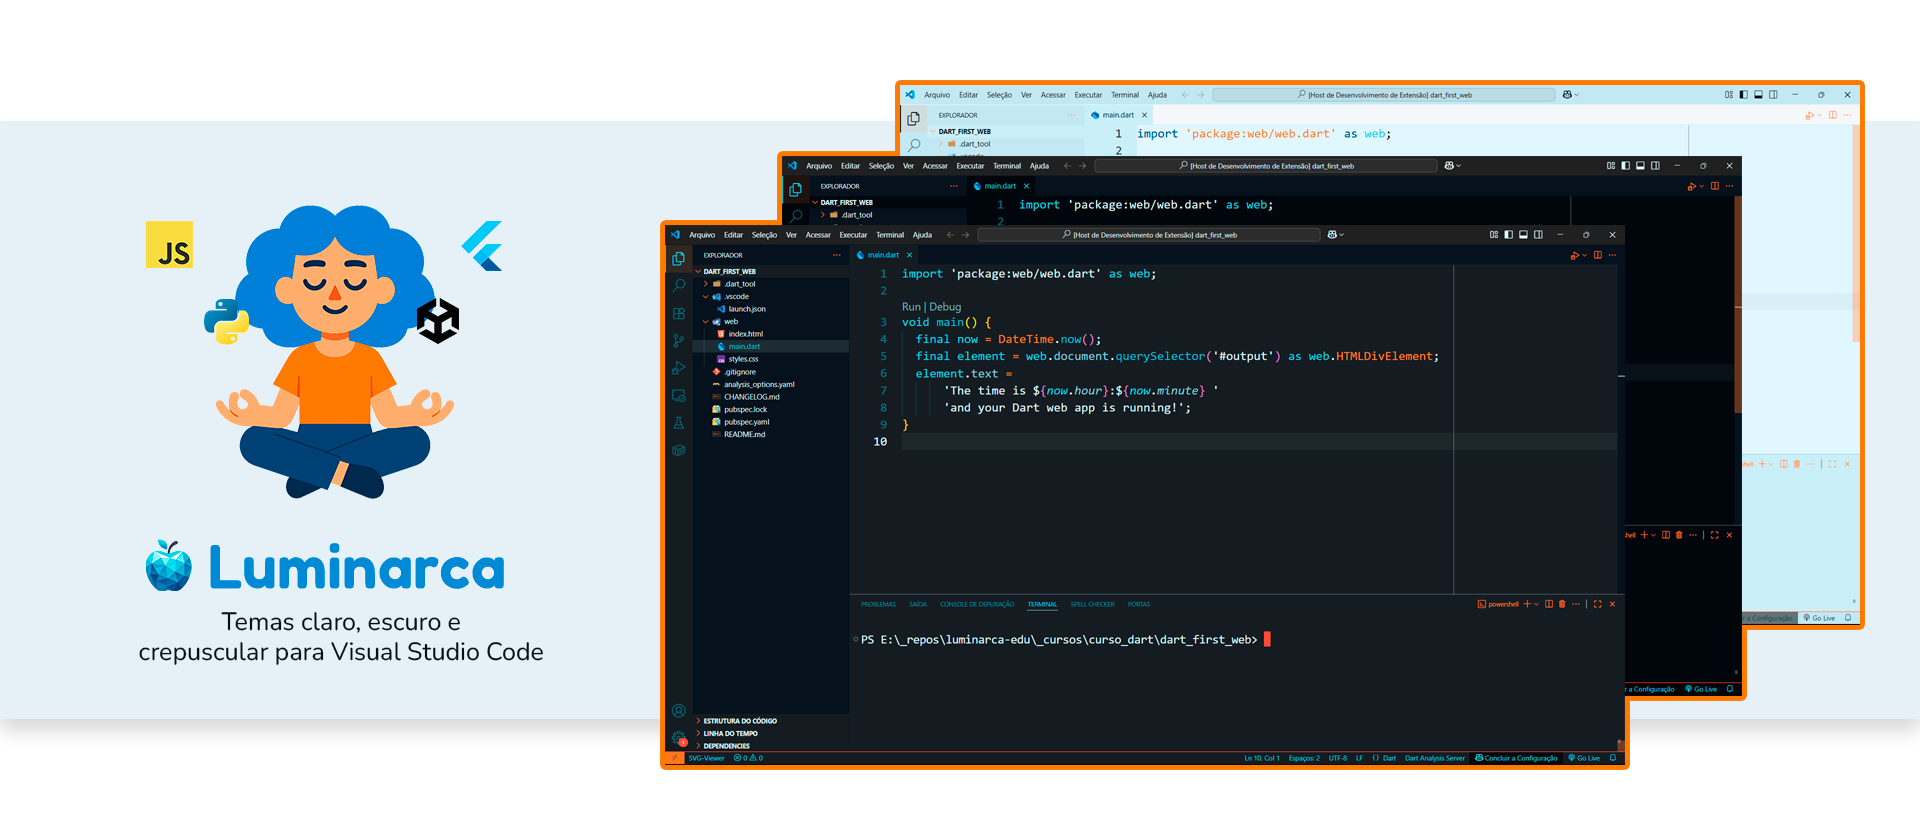 JS
Luminarca
Temas claro, escuro e
crepuscular para Visual Studio Code
Arquivo Editar Seleção Ver Acessar Executar Terminal Ajuda [Host de Desenvolvimento de Extensão] dart_first_web
EXPLORADOR ··· main.dart
DART_FIRST_WEB
.dart_tool
1 import 'package:web/web.dart' as web;
2
Go Live
Arquivo Editar Seleção Ver Acessar Executar Terminal Ajuda [Host de Desenvolvimento de Extensão] dart_first_web
EXPLORADOR ··· main.dart
DART_FIRST_WEB
.dart_tool
1 import 'package:web/web.dart' as web;
2
a Configuração Go Live
Arquivo Editar Seleção Ver Acessar Executar Terminal Ajuda [Host de Desenvolvimento de Extensão] dart_first_web
EXPLORADOR ··· main.dart
DART_FIRST_WEB
.dart_tool
.vscode
launch.json
web
index.html
main.dart
styles.css
.gitignore
analysis_options.yaml
CHANGELOG.md
pubspec.lock
pubspec.yaml
README.md
1 import 'package:web/web.dart' as web;
2
Run | Debug
3 void main() {
4 final now = DateTime.now();
5 final element = web.document.querySelector('#output') as web.HTMLDivElement;
6 element.text =
7 'The time is ${now.hour}:${now.minute} '
8 'and your Dart web app is running!';
9 }
10
PROBLEMAS SAÍDA CONSOLE DE DEPURAÇÃO TERMINAL SPELL CHECKER PORTAS powershell
PS E:\_repos\luminarca-edu\_cursos\curso_dart\dart_first_web>
ESTRUTURA DO CÓDIGO
LINHA DO TEMPO
DEPENDENCIES
1
SVG-Viewer 0 0 Ln 10, Col 1 Espaços: 2 UTF-8 LF {} Dart Dart Analysis Server Concluir a Configuração Go Live